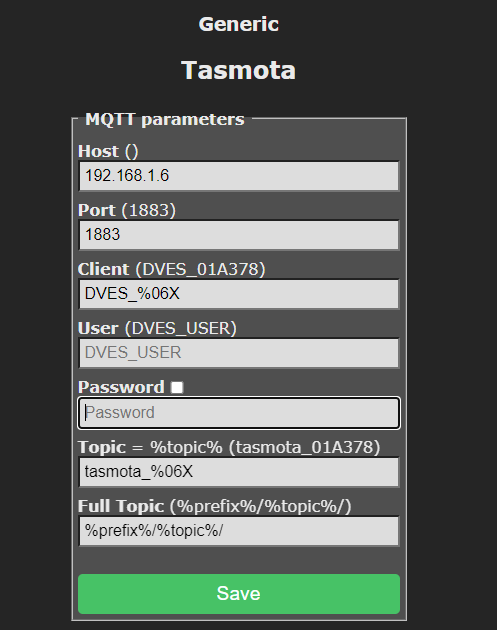 Generic
Tasmota
MQTT parameters
Host ()
192.168.1.6
Port (1883)
1883
Client (DVES_01A378)
DVES_%06X
User (DVES_USER)
DVES_USER
Password
Password
Topic = %topic% (tasmota_01A378)
tasmota_%06X
Full Topic (%prefix%/%topic%/)
%prefix%/%topic%/
Save